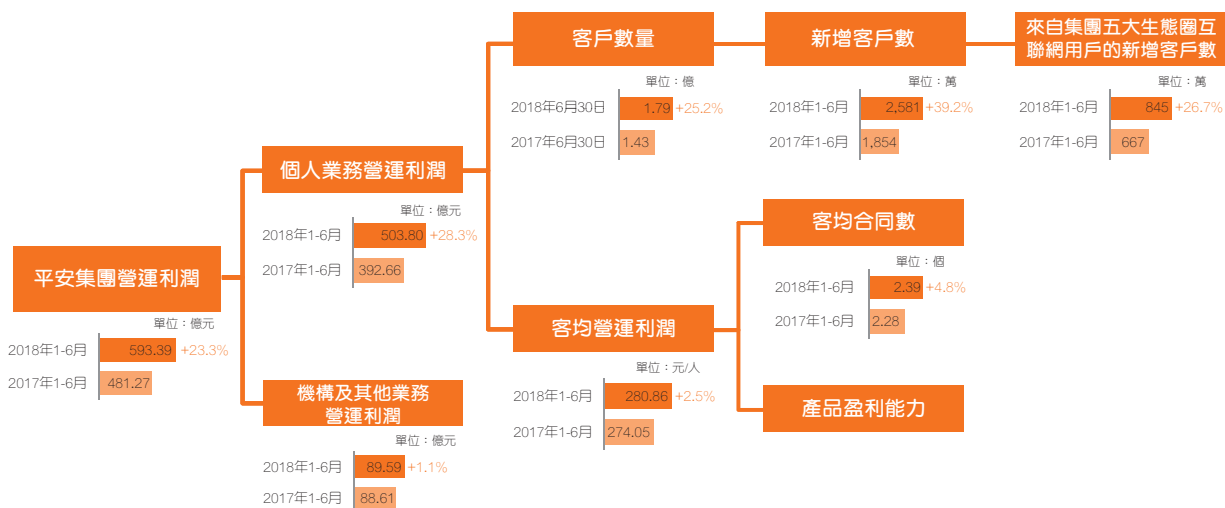 平安集團營運利潤
單位：億元
2018年1-6月 593.39 +23.3%
2017年1-6月 481.27
個人業務營運利潤
單位：億元
2018年1-6月 503.80 +28.3%
2017年1-6月 392.66
機構及其他業務
營運利潤
單位：億元
2018年1-6月 89.59 +1.1%
2017年1-6月 88.61
客戶數量
單位：億
2018年6月30日 1.79 +25.2%
2017年6月30日 1.43
新增客戶數
單位：萬
2018年1-6月 2,581 +39.2%
2017年1-6月 1,854
來自集團五大生態圈互
聯網用戶的新增客戶數
單位：萬
2018年1-6月 845 +26.7%
2017年1-6月 667
客均營運利潤
單位：元/人
2018年1-6月 280.86 +2.5%
2017年1-6月 274.05
客均合同數
單位：個
2018年1-6月 2.39 +4.8%
2017年1-6月 2.28
產品盈利能力